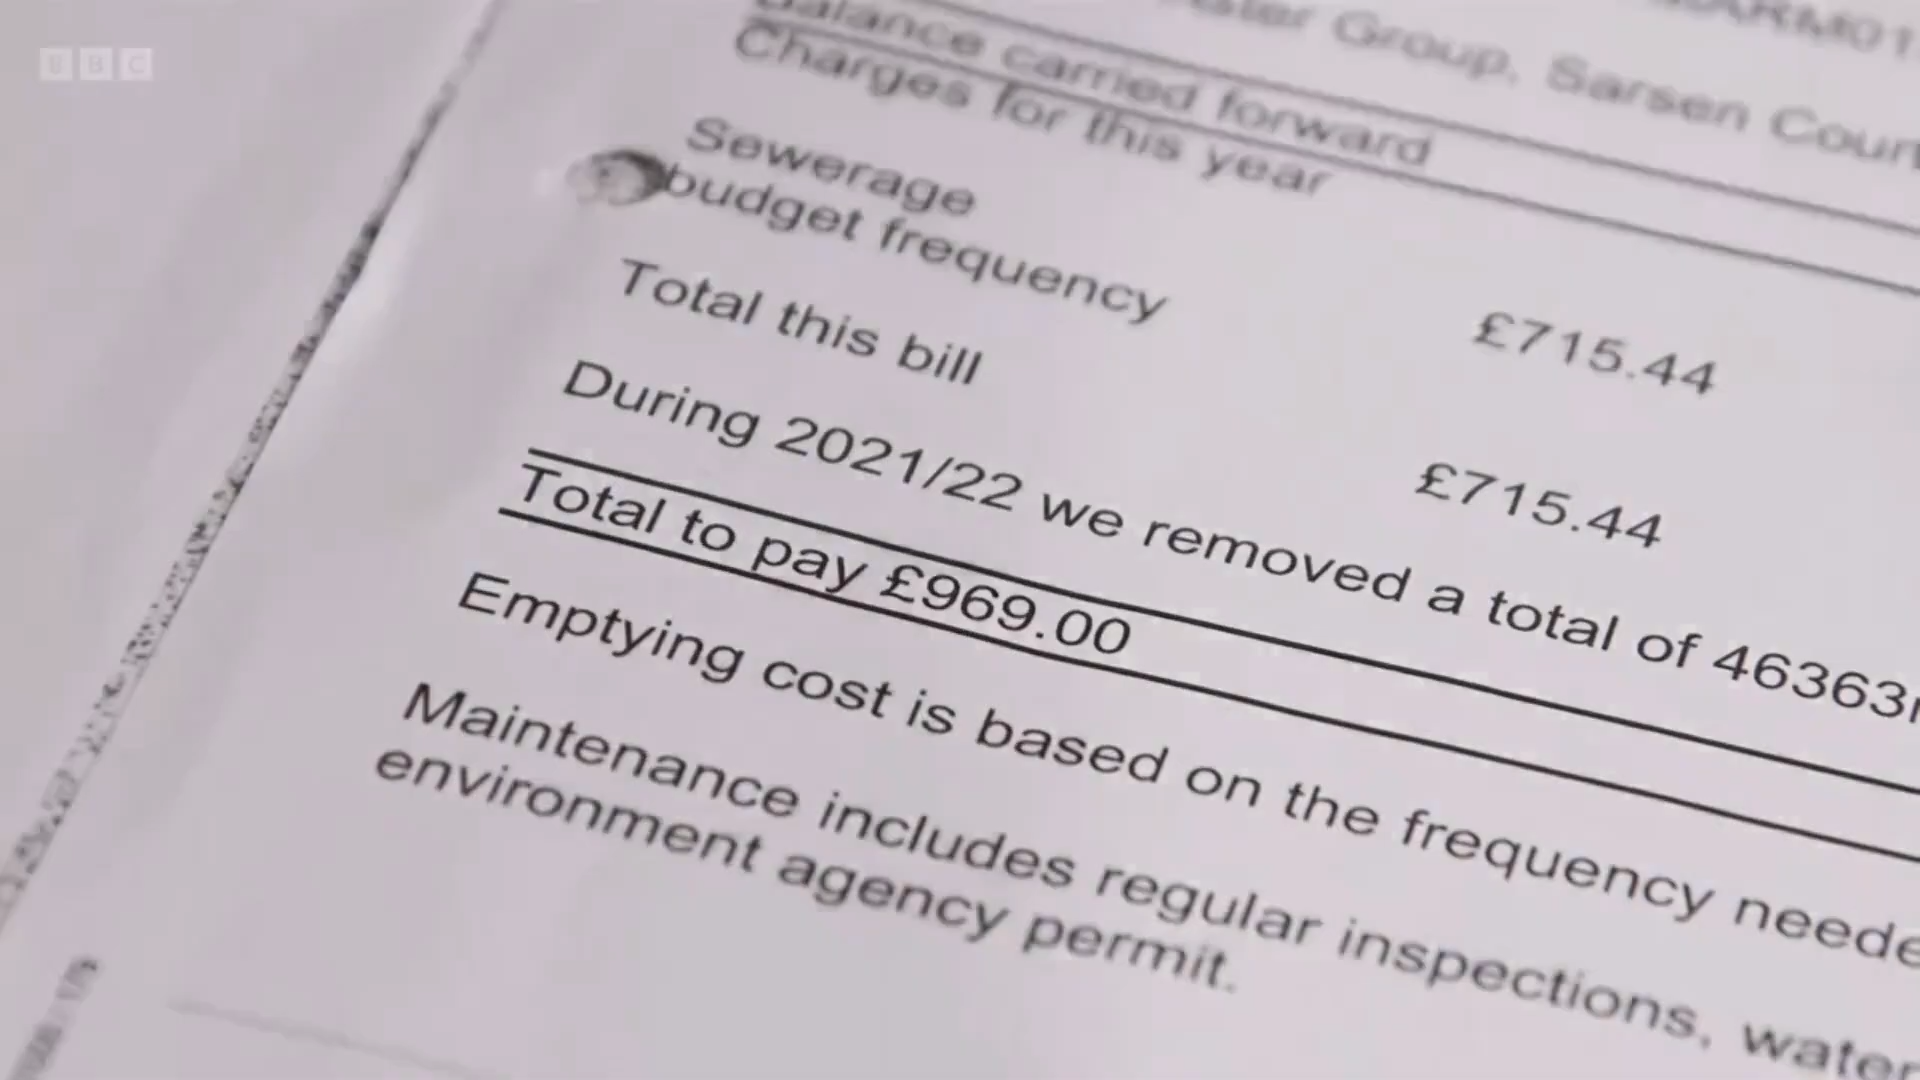 BBC
Group, Sarsen Cour
Balance carried forward
Charges for this year
Sewerage
budget frequency
£715.44
Total this bill
£715.44
During 2021/22 we removed a total of 46363
Total to pay £969.00
Emptying cost is based on the frequency neede
Maintenance includes regular inspections, water
environment agency permit.